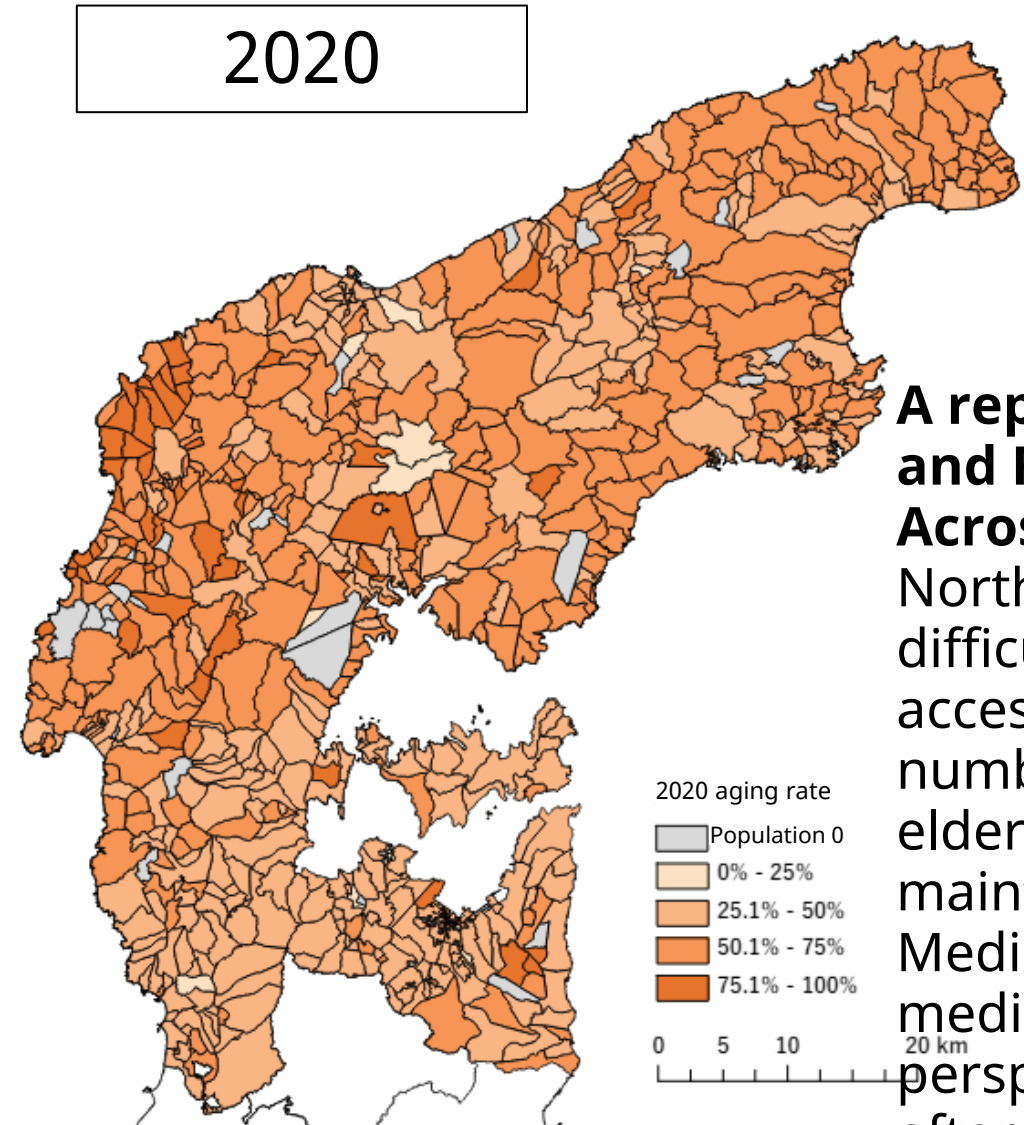 2020
A rep
and
Acros
North
difficu
acces
numb
elder
main
Medi
medi
persp
2020 aging rate
Population 0
0% - 25%
25.1% - 50%
50.1% - 75%
75.1% - 100%
0 5 10 20 km